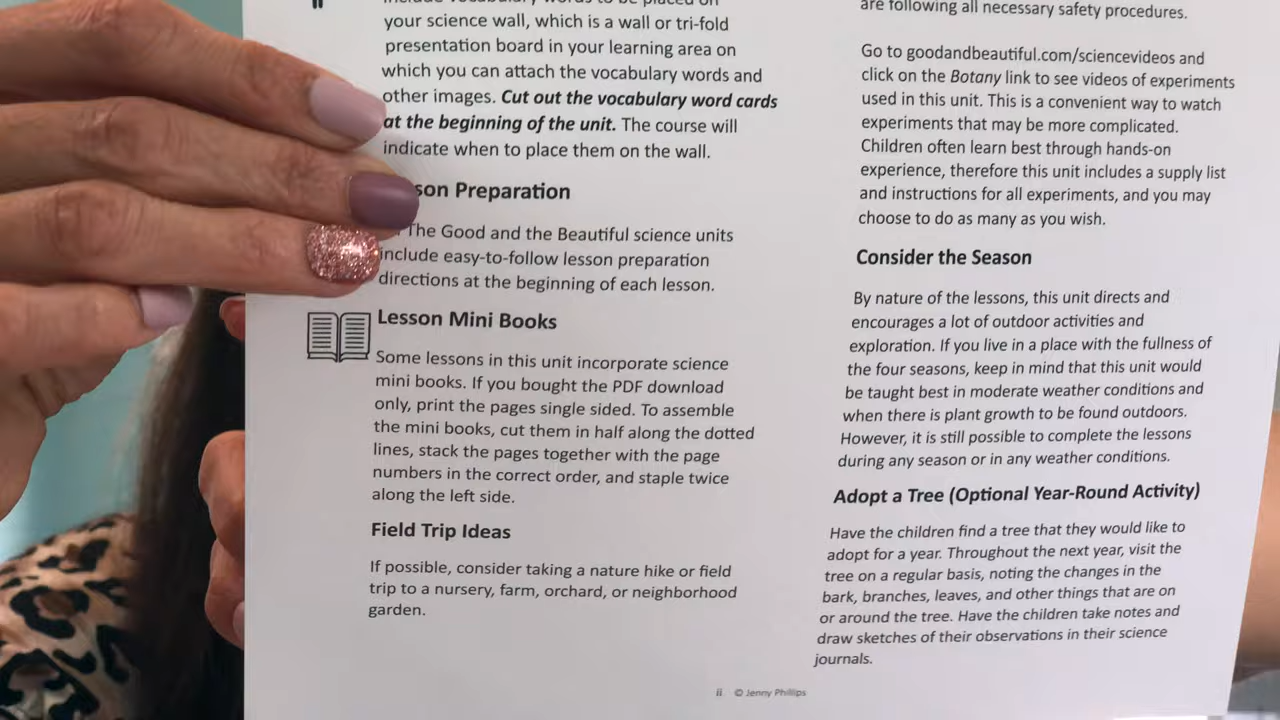 include vocabulary words to be placed on
your science wall, which is a wall or tri-fold
presentation board in your learning area on
which you can attach the vocabulary words and
other images. Cut out the vocabulary word cards
at the beginning of the unit. The course will
indicate when to place them on the wall.
son Preparation
The Good and the Beautiful science units
include easy-to-follow lesson preparation
directions at the beginning of each lesson.
Lesson Mini Books
Some lessons in this unit incorporate science
mini books. If you bought the PDF download
only, print the pages single sided. To assemble
the mini books, cut them in half along the dotted
lines, stack the pages together with the page
numbers in the correct order, and staple twice
along the left side.
Field Trip Ideas
If possible, consider taking a nature hike or field
trip to a nursery, farm, orchard, or neighborhood
garden.
are following all necessary safety procedures.
Go to goodandbeautiful.com/sciencevideos and
click on the Botany link to see videos of experiments
used in this unit. This is a convenient way to watch
experiments that may be more complicated.
Children often learn best through hands-on
experience, therefore this unit includes a supply list
and instructions for all experiments, and you may
choose to do as many as you wish.
Consider the Season
By nature of the lessons, this unit directs and
encourages a lot of outdoor activities and
exploration. If you live in a place with the fullness of
the four seasons, keep in mind that this unit would
be taught best in moderate weather conditions and
when there is plant growth to be found outdoors.
However, it is still possible to complete the lessons
during any season or in any weather conditions.
Adopt a Tree (Optional Year-Round Activity)
Have the children find a tree that they would like to
adopt for a year. Throughout the next year, visit the
tree on a regular basis, noting the changes in the
bark, branches, leaves, and other things that are on
or around the tree. Have the children take notes and
draw sketches of their observations in their science
journals.
ii © Jenny Phillips